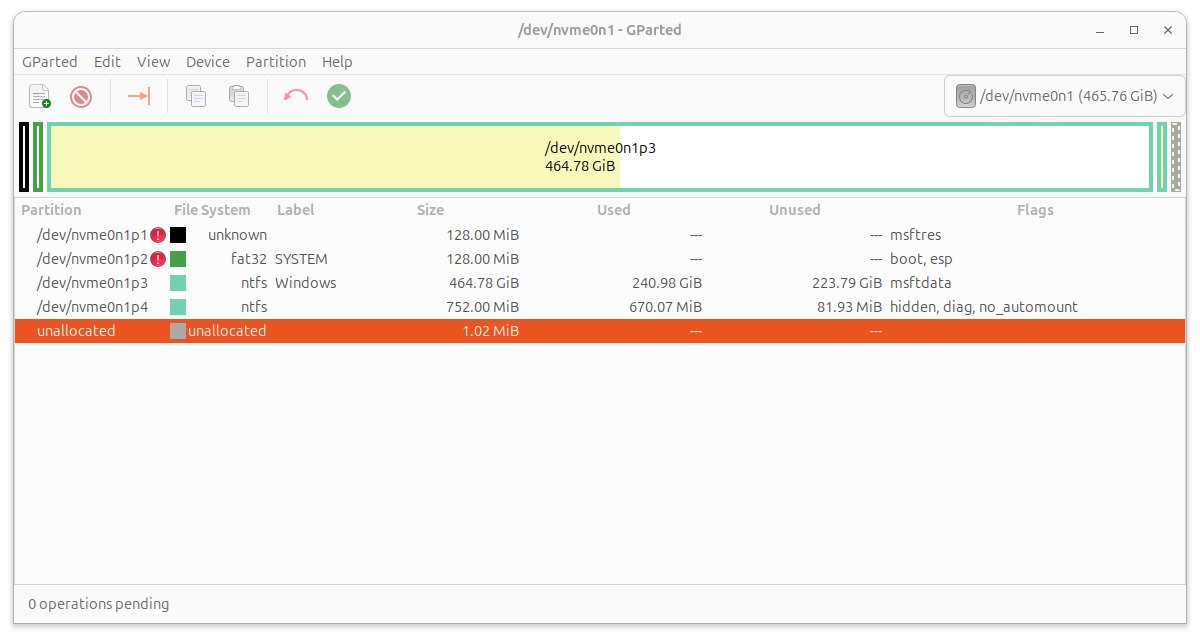 /dev/nvme0n1 - GParted
GParted Edit View Device Partition Help
/dev/nvme0n1 (465.76 GiB)
/dev/nvme0n1p3
464.78 GiB
Partition File System Label Size Used Unused Flags
/dev/nvme0n1p1 unknown 128.00 MiB --- --- msftres
/dev/nvme0n1p2 fat32 SYSTEM 128.00 MiB --- --- boot, esp
/dev/nvme0n1p3 ntfs Windows 464.78 GiB 240.98 GiB 223.79 GiB msftdata
/dev/nvme0n1p4 ntfs 752.00 MiB 670.07 MiB 81.93 MiB hidden, diag, no_automount
unallocated unallocated 1.02 MiB --- ---
0 operations pending